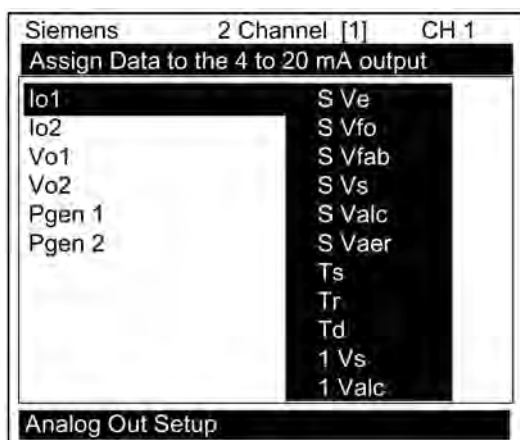 Siemens 2 Channel [1] CH 1
Assign Data to the 4 to 20 mA output
Io1 S Ve
Io2 S Vfo
Vo1 S Vfab
Vo2 S Vs
Pgen 1 S Valc
Pgen 2 S Vaer
Ts
Tr
Td
1 Vs
1 Valc
Analog Out Setup